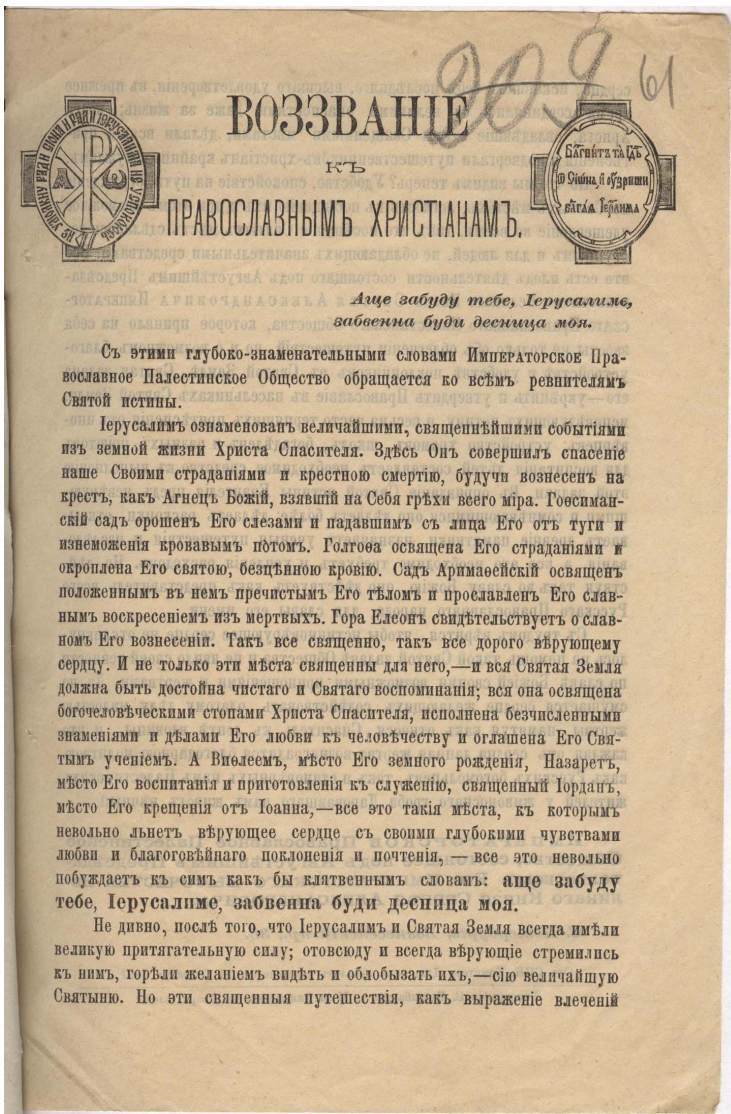 209
61
ВОЗЗВАНІЕ
КЪ
ПРАВОСЛАВНЫМЪ ХРИСТІАНАМЪ.
НЕ УМОЛКНУ РАДИ СІОНА И РАДИ ІЕРУСАЛИМА НЕ УСПОКОЮСЬ
А Ѡ
Аще забуду тебе, Іерусалиме,
забвенна буди десница моя.
Съ этими глубоко-знаменательными словами Императорское Пра-
вославное Палестинское Общество обращается ко всѣмъ ревнителямъ
Святой истины.
Іерусалимъ ознаменованъ величайшими, священнѣйшими событіями
изъ земной жизни Христа Спасителя. Здѣсь Онъ совершилъ спасеніе
наше Своими страданіями и крестною смертію, будучи вознесенъ на
крестъ, какъ Агнецъ Божій, взявшій на Себя грѣхи всего міра. Геѳсиман-
скій садъ орошенъ Его слезами и падавшимъ съ лица Его отъ туги и
изнеможенія кровавымъ потомъ. Голгоѳа освящена Его страданіями и
окроплена Его святою, безцѣнною кровію. Садъ Аримаѳейскій освященъ
положеннымъ въ немъ пречистымъ Его тѣломъ и прославленъ Его слав-
нымъ воскресеніемъ изъ мертвыхъ. Гора Елеонъ свидѣтельствуетъ о слав-
номъ Его вознесеніи. Такъ все священно, такъ все дорого вѣрующему
сердцу. И не только эти мѣста священны для него,—и вся Святая Земля
должна быть достойна чистаго и Святаго воспоминанія; вся она освящена
богочеловѣческими стопами Христа Спасителя, исполнена безчисленными
знаменіями и дѣлами Его любви къ человѣчеству и оглашена Его Свя-
тымъ ученіемъ. А Виѳлеемъ, мѣсто Его земного рожденія, Назаретъ,
мѣсто Его воспитанія и приготовленія къ служенію, священный Іорданъ,
мѣсто Его крещенія отъ Іоанна,—все это такія мѣста, къ которымъ
невольно льнетъ вѣрующее сердце съ своими глубокими чувствами
любви и благоговѣйнаго поклоненія и почтенія, — все это невольно
побуждаетъ къ симъ какъ бы клятвеннымъ словамъ: аще забуду
тебе, Іерусалиме, забвенна буди десница моя.
Не дивно, послѣ того, что Іерусалимъ и Святая Земля всегда имѣли
великую притягательную силу; отовсюду и всегда вѣрующіе стремились
къ нимъ, горѣли желаніемъ видѣть и облобызать ихъ,—сію величайшую
Святыню. Но эти священныя путешествія, какъ выраженіе влеченій